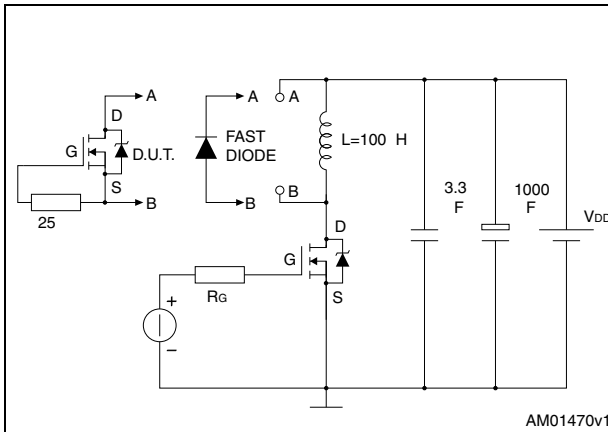 A
A
A
D
FAST
DIODE
L=100 H
G
D.U.T.
S
B
B
B
25
3.3
F
1000
F
VDD
D
G
RG
S
+
–
AM01470v1